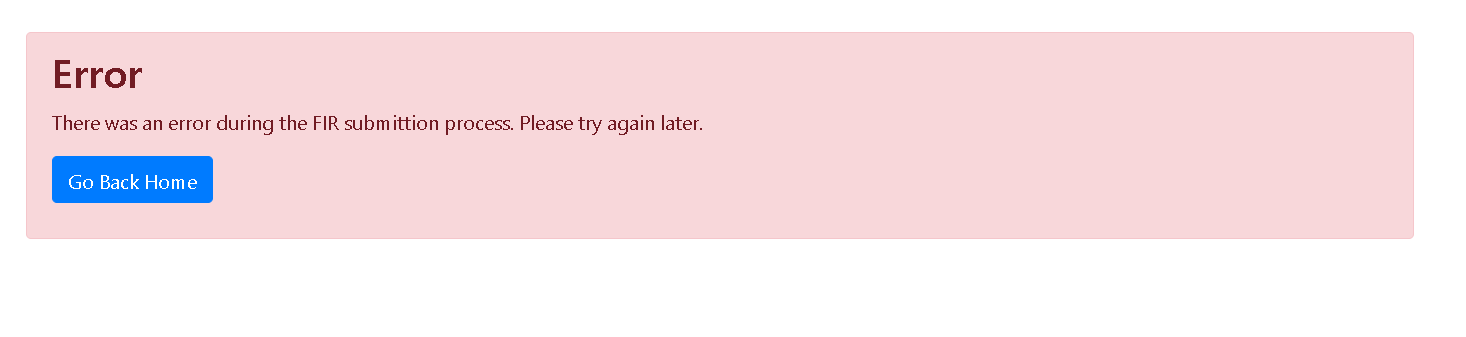 Error
There was an error during the FIR submittion process. Please try again later.
Go Back Home